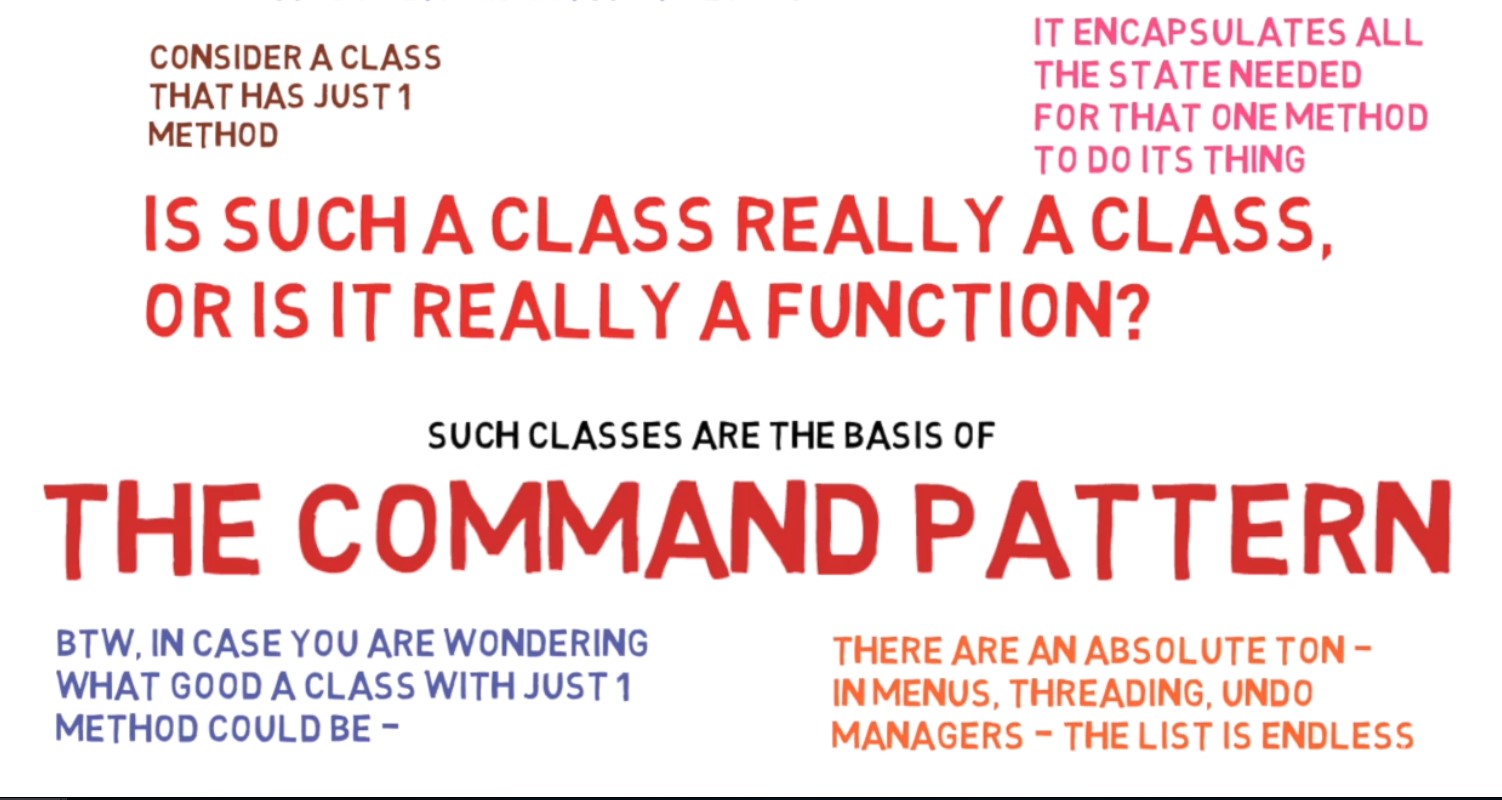 CONSIDER A CLASS
THAT HAS JUST 1
METHOD
IT ENCAPSULATES ALL
THE STATE NEEDED
FOR THAT ONE METHOD
TO DO ITS THING
IS SUCH A CLASS REALLY A CLASS,
OR IS IT REALLY A FUNCTION?
SUCH CLASSES ARE THE BASIS OF
THE COMMAND PATTERN
BTW, IN CASE YOU ARE WONDERING
WHAT GOOD A CLASS WITH JUST 1
METHOD COULD BE –
THERE ARE AN ABSOLUTE TON –
IN MENUS, THREADING, UNDO
MANAGERS – THE LIST IS ENDLESS